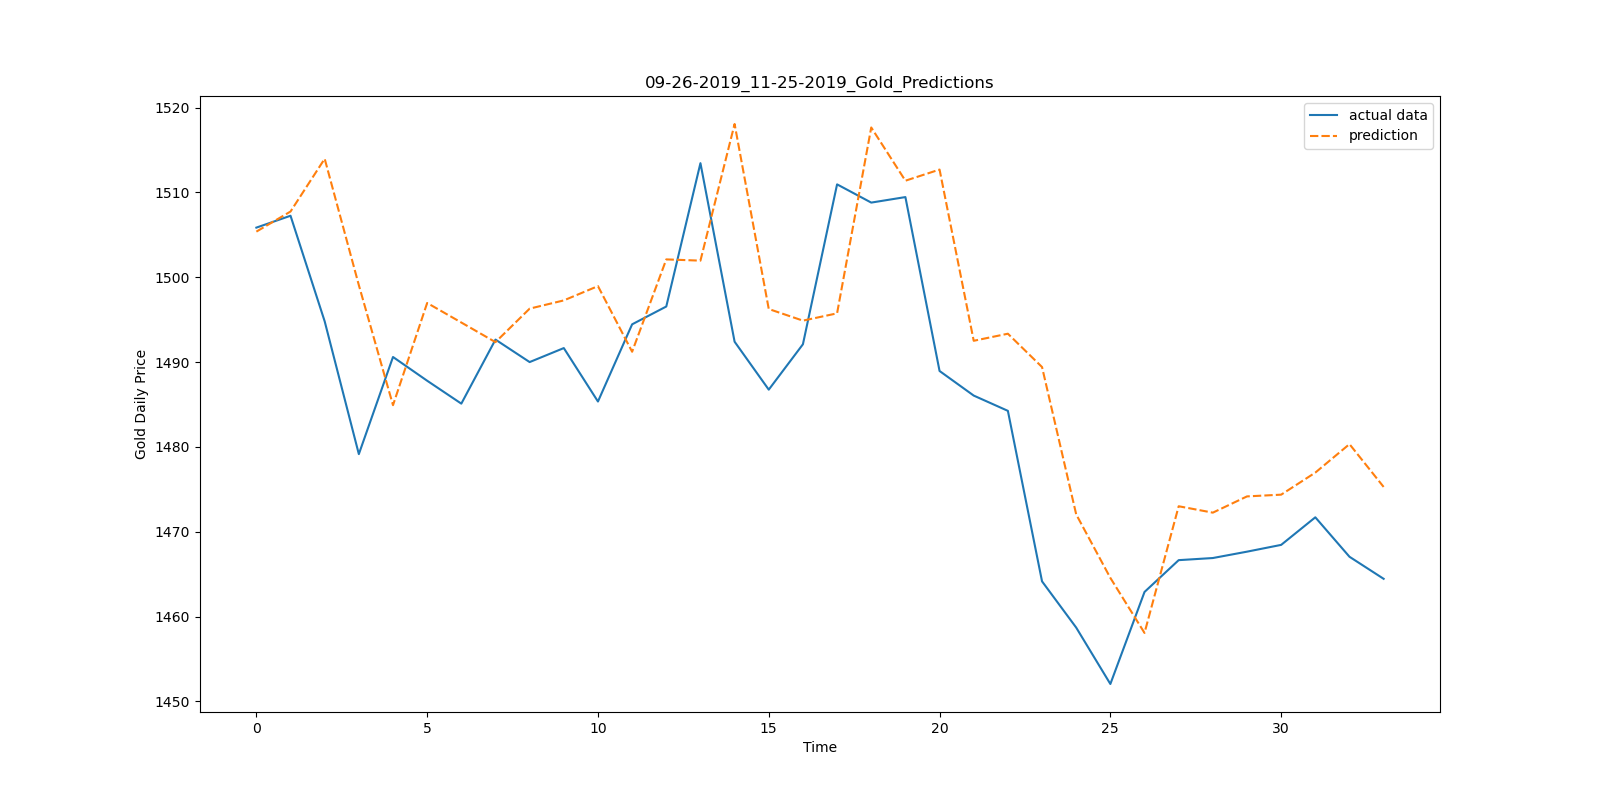 09-26-2019_11-25-2019_Gold_Predictions
actual data
prediction
Gold Daily Price
1520
1510
1500
1490
1480
1470
1460
1450
0 5 10 15 20 25 30
Time